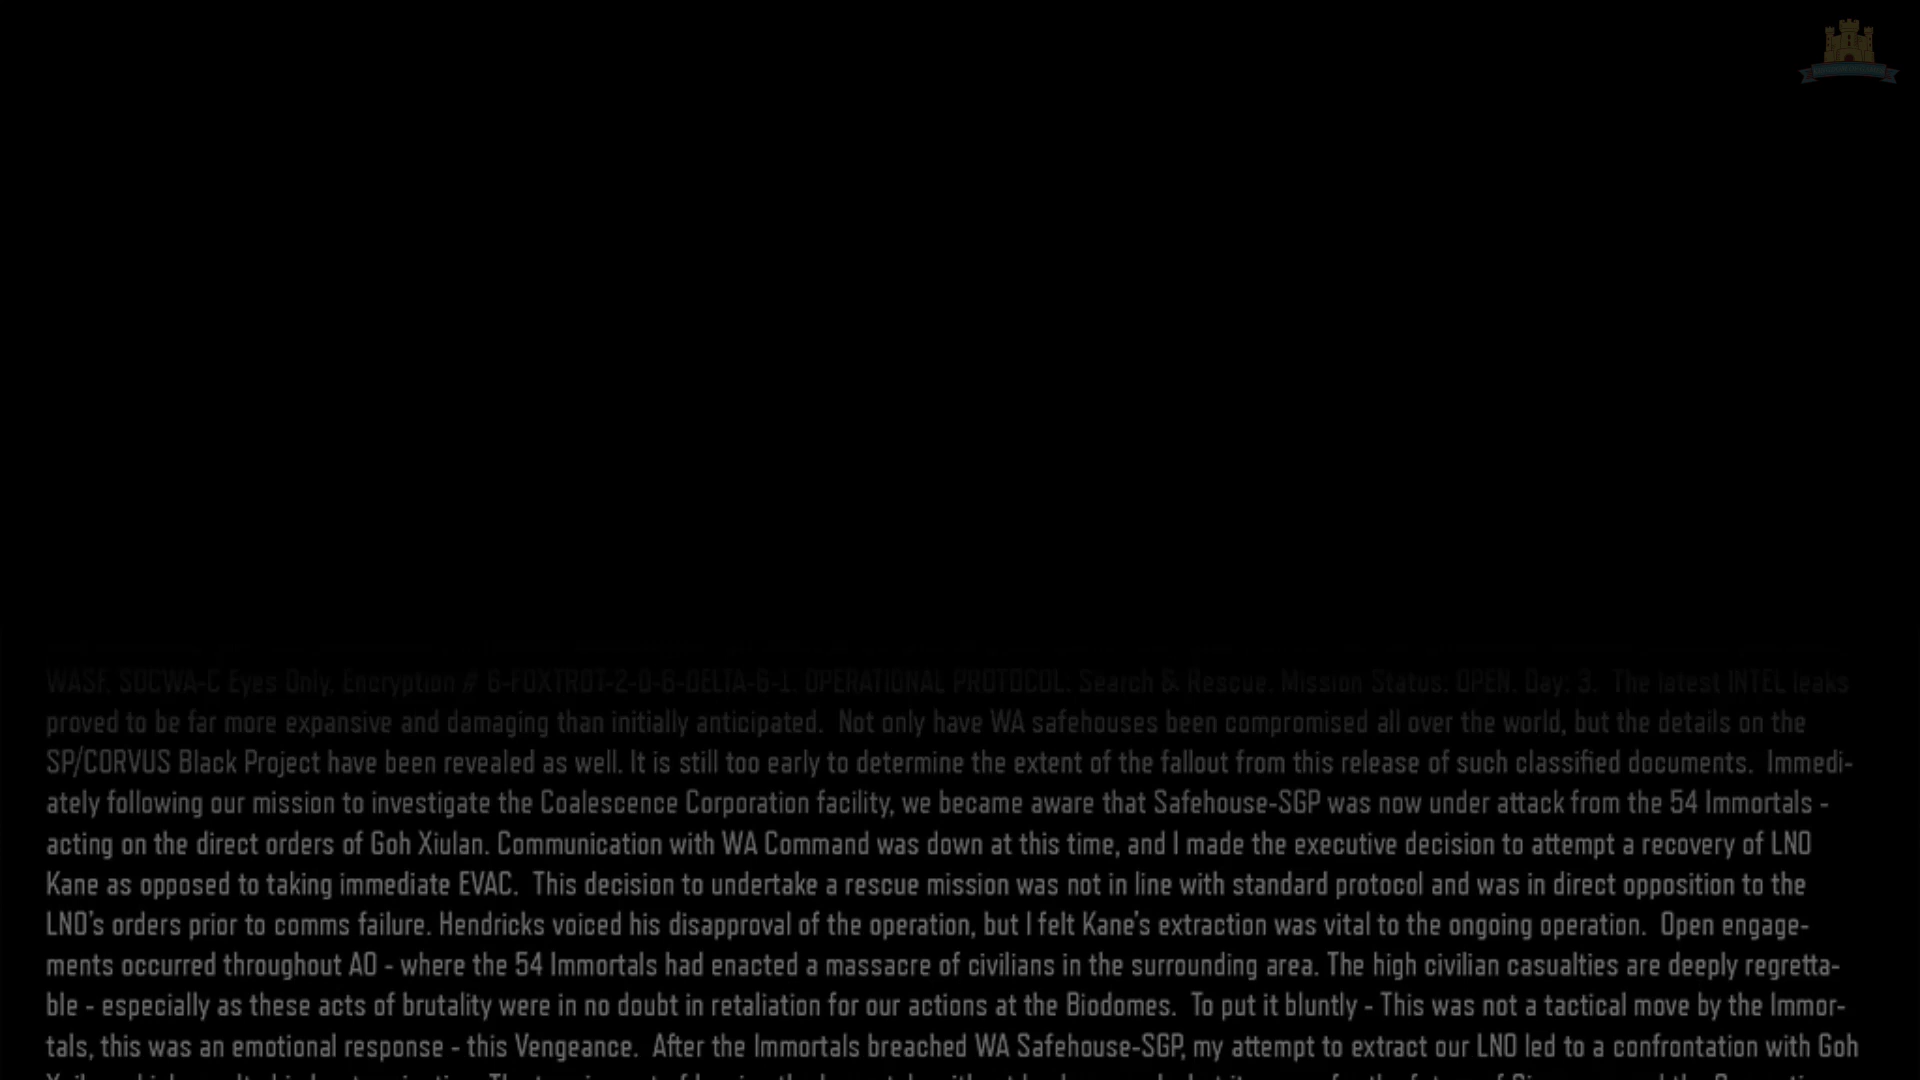 WASF, SOCWA-C Eyes Only, Encryption # 6-FOXTROT-2-0-6-DELTA-6-1. OPERATIONAL PROTOCOL: Search & Rescue. Mission Status: OPEN. Day: 3.  The latest INTEL leaks
proved to be far more expansive and damaging than initially anticipated.  Not only have WA safehouses been compromised all over the world, but the details on the
SP/CORVUS Black Project have been revealed as well. It is still too early to determine the extent of the fallout from this release of such classified documents.  Immedi-
ately following our mission to investigate the Coalescence Corporation facility, we became aware that Safehouse-SGP was now under attack from the 54 Immortals -
acting on the direct orders of Goh Xiulan. Communication with WA Command was down at this time, and I made the executive decision to attempt a recovery of LNO
Kane as opposed to taking immediate EVAC.  This decision to undertake a rescue mission was not in line with standard protocol and was in direct opposition to the
LNO's orders prior to comms failure. Hendricks voiced his disapproval of the operation, but I felt Kane's extraction was vital to the ongoing operation.  Open engage-
ments occurred throughout AO - where the 54 Immortals had enacted a massacre of civilians in the surrounding area. The high civilian casualties are deeply regretta-
ble - especially as these acts of brutality were in no doubt in retaliation for our actions at the Biodomes.  To put it bluntly - This was not a tactical move by the Immor-
tals, this was an emotional response - this Vengeance.  After the Immortals breached WA Safehouse-SGP, my attempt to extract our LNO led to a confrontation with Goh